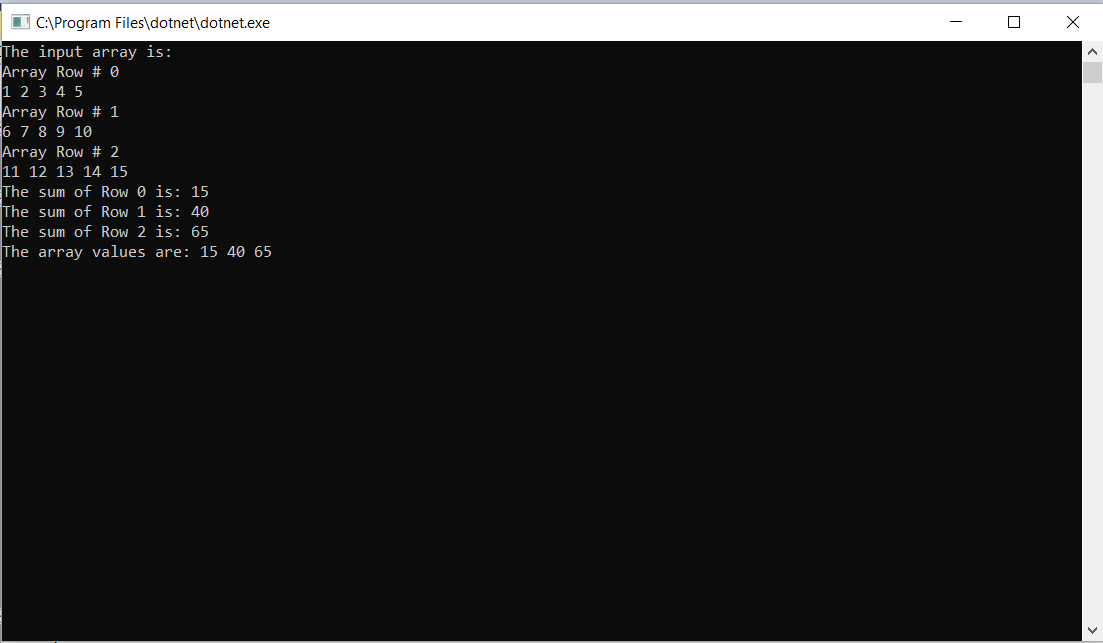 C:\Program Files\dotnet\dotnet.exe
The input array is:
Array Row # 0
1 2 3 4 5
Array Row # 1
6 7 8 9 10
Array Row # 2
11 12 13 14 15
The sum of Row 0 is: 15
The sum of Row 1 is: 40
The sum of Row 2 is: 65
The array values are: 15 40 65